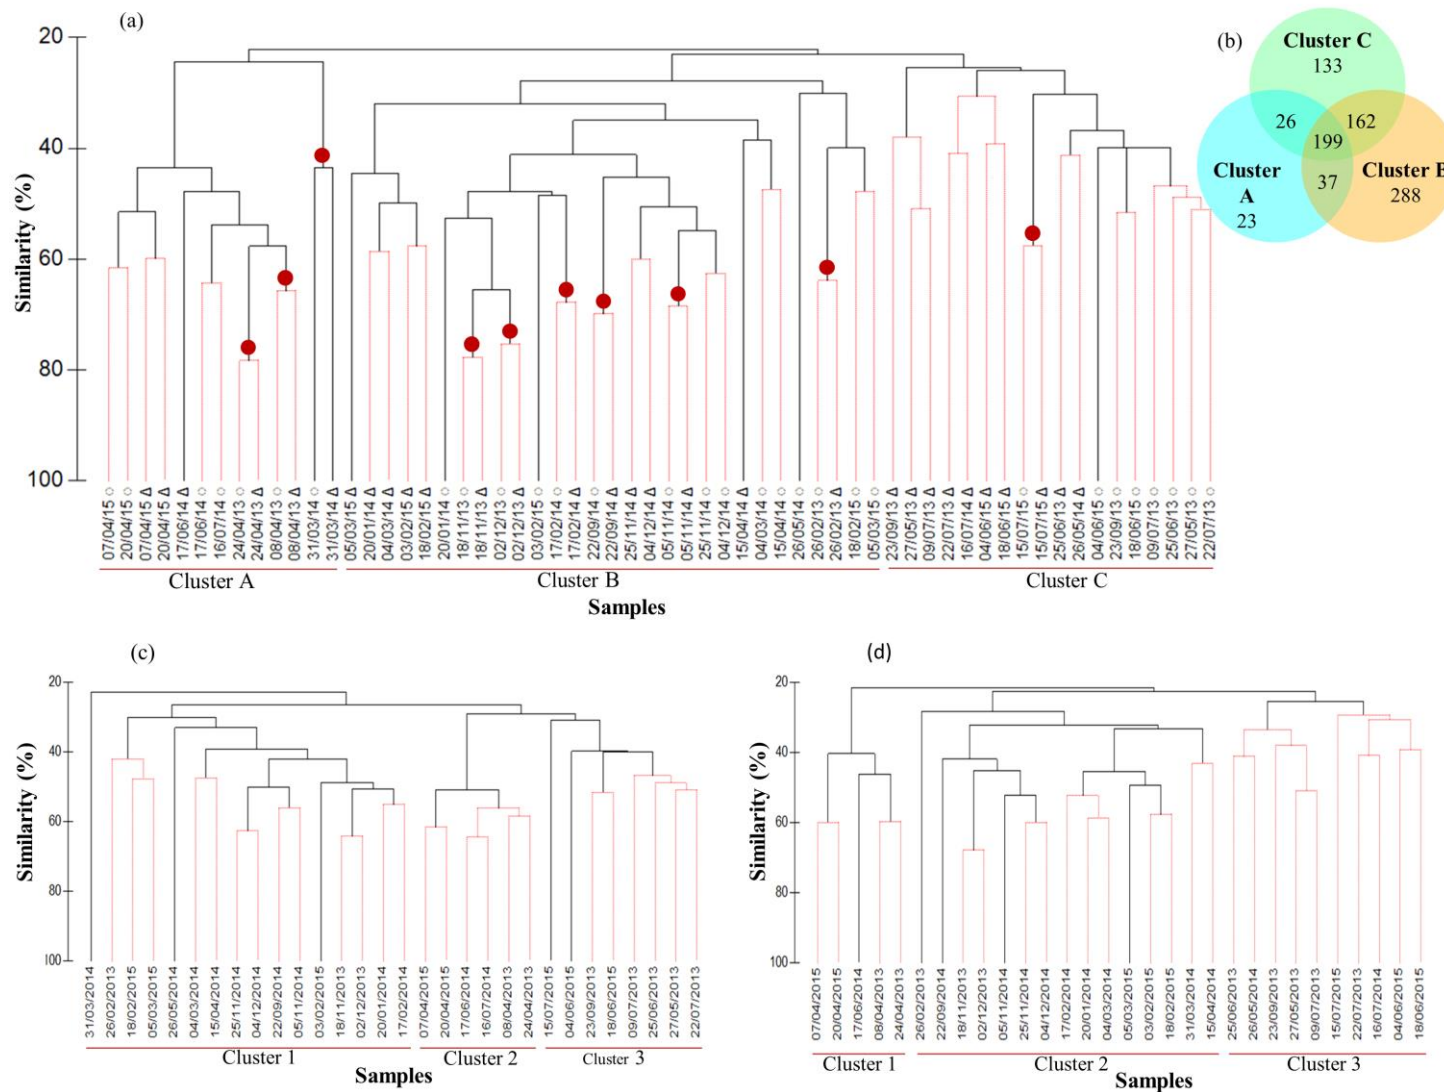 (a)
20
40
60
80
100
Similarity (%)
07/04/15 ○
20/04/15 ○
07/04/15 Δ
20/04/15 Δ
17/06/14 Δ
17/06/14 ○
16/07/14 ○
24/04/13 ○
24/04/13 Δ
08/04/13 ○
08/04/13 Δ
31/03/14 ○
31/03/14 Δ
05/03/15 Δ
20/01/14 Δ
04/03/14 Δ
03/02/15 Δ
18/02/15 Δ
20/01/14 ○
18/11/13 ○
18/11/13 Δ
02/12/13 ○
02/12/13 Δ
03/02/15 ○
17/02/14 ○
17/02/14 Δ
22/09/14 ○
22/09/14 Δ
25/11/14 Δ
04/12/14 Δ
05/11/14 ○
05/11/14 Δ
25/11/14 ○
04/12/14 ○
15/04/14 Δ
04/03/14 ○
15/04/14 ○
26/05/14 ○
26/02/13 ○
26/02/13 Δ
18/02/15 ○
05/03/15 ○
23/09/13 Δ
27/05/13 Δ
09/07/13 Δ
22/07/13 Δ
16/07/14 Δ
04/06/15 Δ
18/06/15 Δ
15/07/15 ○
15/07/15 Δ
25/06/13 Δ
26/05/14 Δ
04/06/15 ○
23/09/13 ○
18/06/15 ○
09/07/13 ○
25/06/13 ○
27/05/13 ○
22/07/13 ○
Cluster A
Cluster B
Cluster C
Samples
(b)
Cluster C
133
26
162
199
Cluster
A
23
37
Cluster B
288
(c)
20
40
60
80
100
Similarity (%)
31/03/2014
26/02/2013
18/02/2015
05/03/2015
26/05/2014
04/03/2014
15/04/2014
25/11/2014
04/12/2014
22/09/2014
05/11/2014
03/02/2015
18/11/2013
02/12/2013
20/01/2014
17/02/2014
07/04/2015
20/04/2015
17/06/2014
16/07/2014
08/04/2013
24/04/2013
15/07/2015
04/06/2015
23/09/2013
18/06/2015
09/07/2013
25/06/2013
27/05/2013
22/07/2013
Cluster 1
Cluster 2
Cluster 3
Samples
(d)
20
40
60
80
100
Similarity (%)
07/04/2015
20/04/2015
17/06/2014
08/04/2013
24/04/2013
26/02/2013
22/09/2014
18/11/2013
02/12/2013
05/11/2014
25/11/2014
04/12/2014
17/02/2014
20/01/2014
04/03/2014
05/03/2015
03/02/2015
18/02/2015
31/03/2014
15/04/2014
25/06/2013
26/05/2014
23/09/2013
27/05/2013
09/07/2013
15/07/2015
22/07/2013
16/07/2014
04/06/2015
18/06/2015
Cluster 1
Cluster 2
Cluster 3
Samples